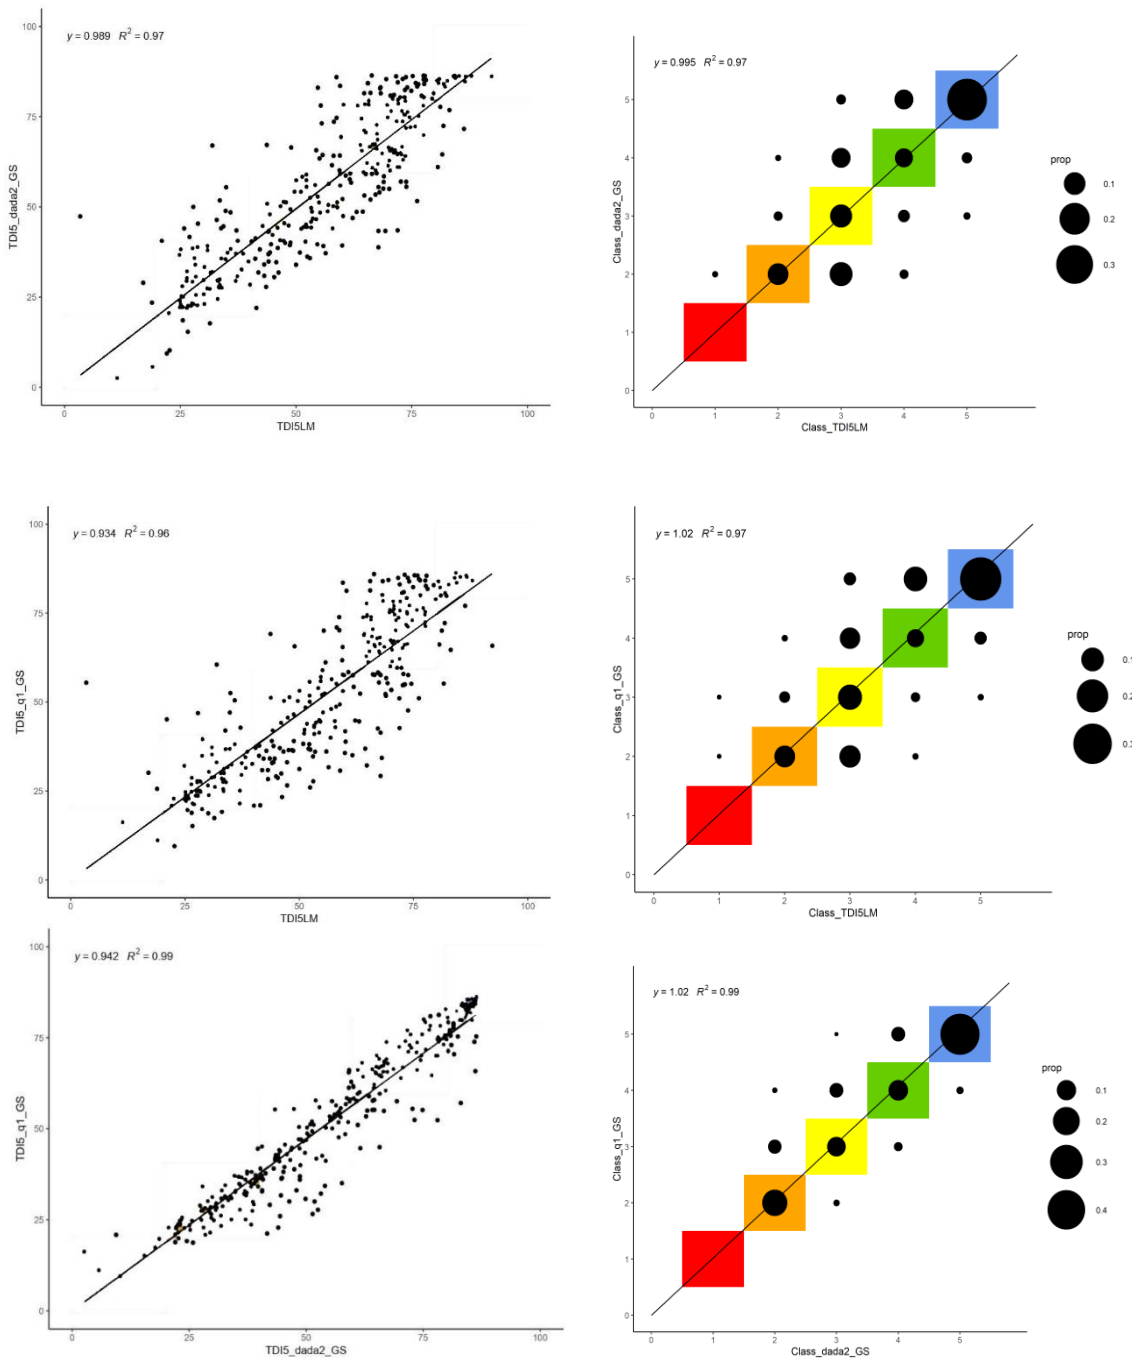 y = 0.989 R² = 0.97
100
75
50
25
0
TDI5_dada2_GS
0 25 50 75 100
TDI5LM
y = 0.995 R² = 0.97
5
4
3
2
1
0
Class_dada2_GS
0 1 2 3 4 5
Class_TDI5LM
prop
0.1
0.2
0.3
y = 0.934 R² = 0.96
100
75
50
25
0
TDI5_q1_GS
0 25 50 75 100
TDI5LM
y = 1.02 R² = 0.97
5
4
3
2
1
0
Class_q1_GS
0 1 2 3 4 5
Class_TDI5LM
prop
0.1
0.2
0.3
y = 0.942 R² = 0.99
100
75
50
25
0
TDI5_q1_GS
0 25 50 75 100
TDI5_dada2_GS
y = 1.02 R² = 0.99
5
4
3
2
1
0
Class_q1_GS
0 1 2 3 4 5
Class_dada2_GS
prop
0.1
0.2
0.3
0.4